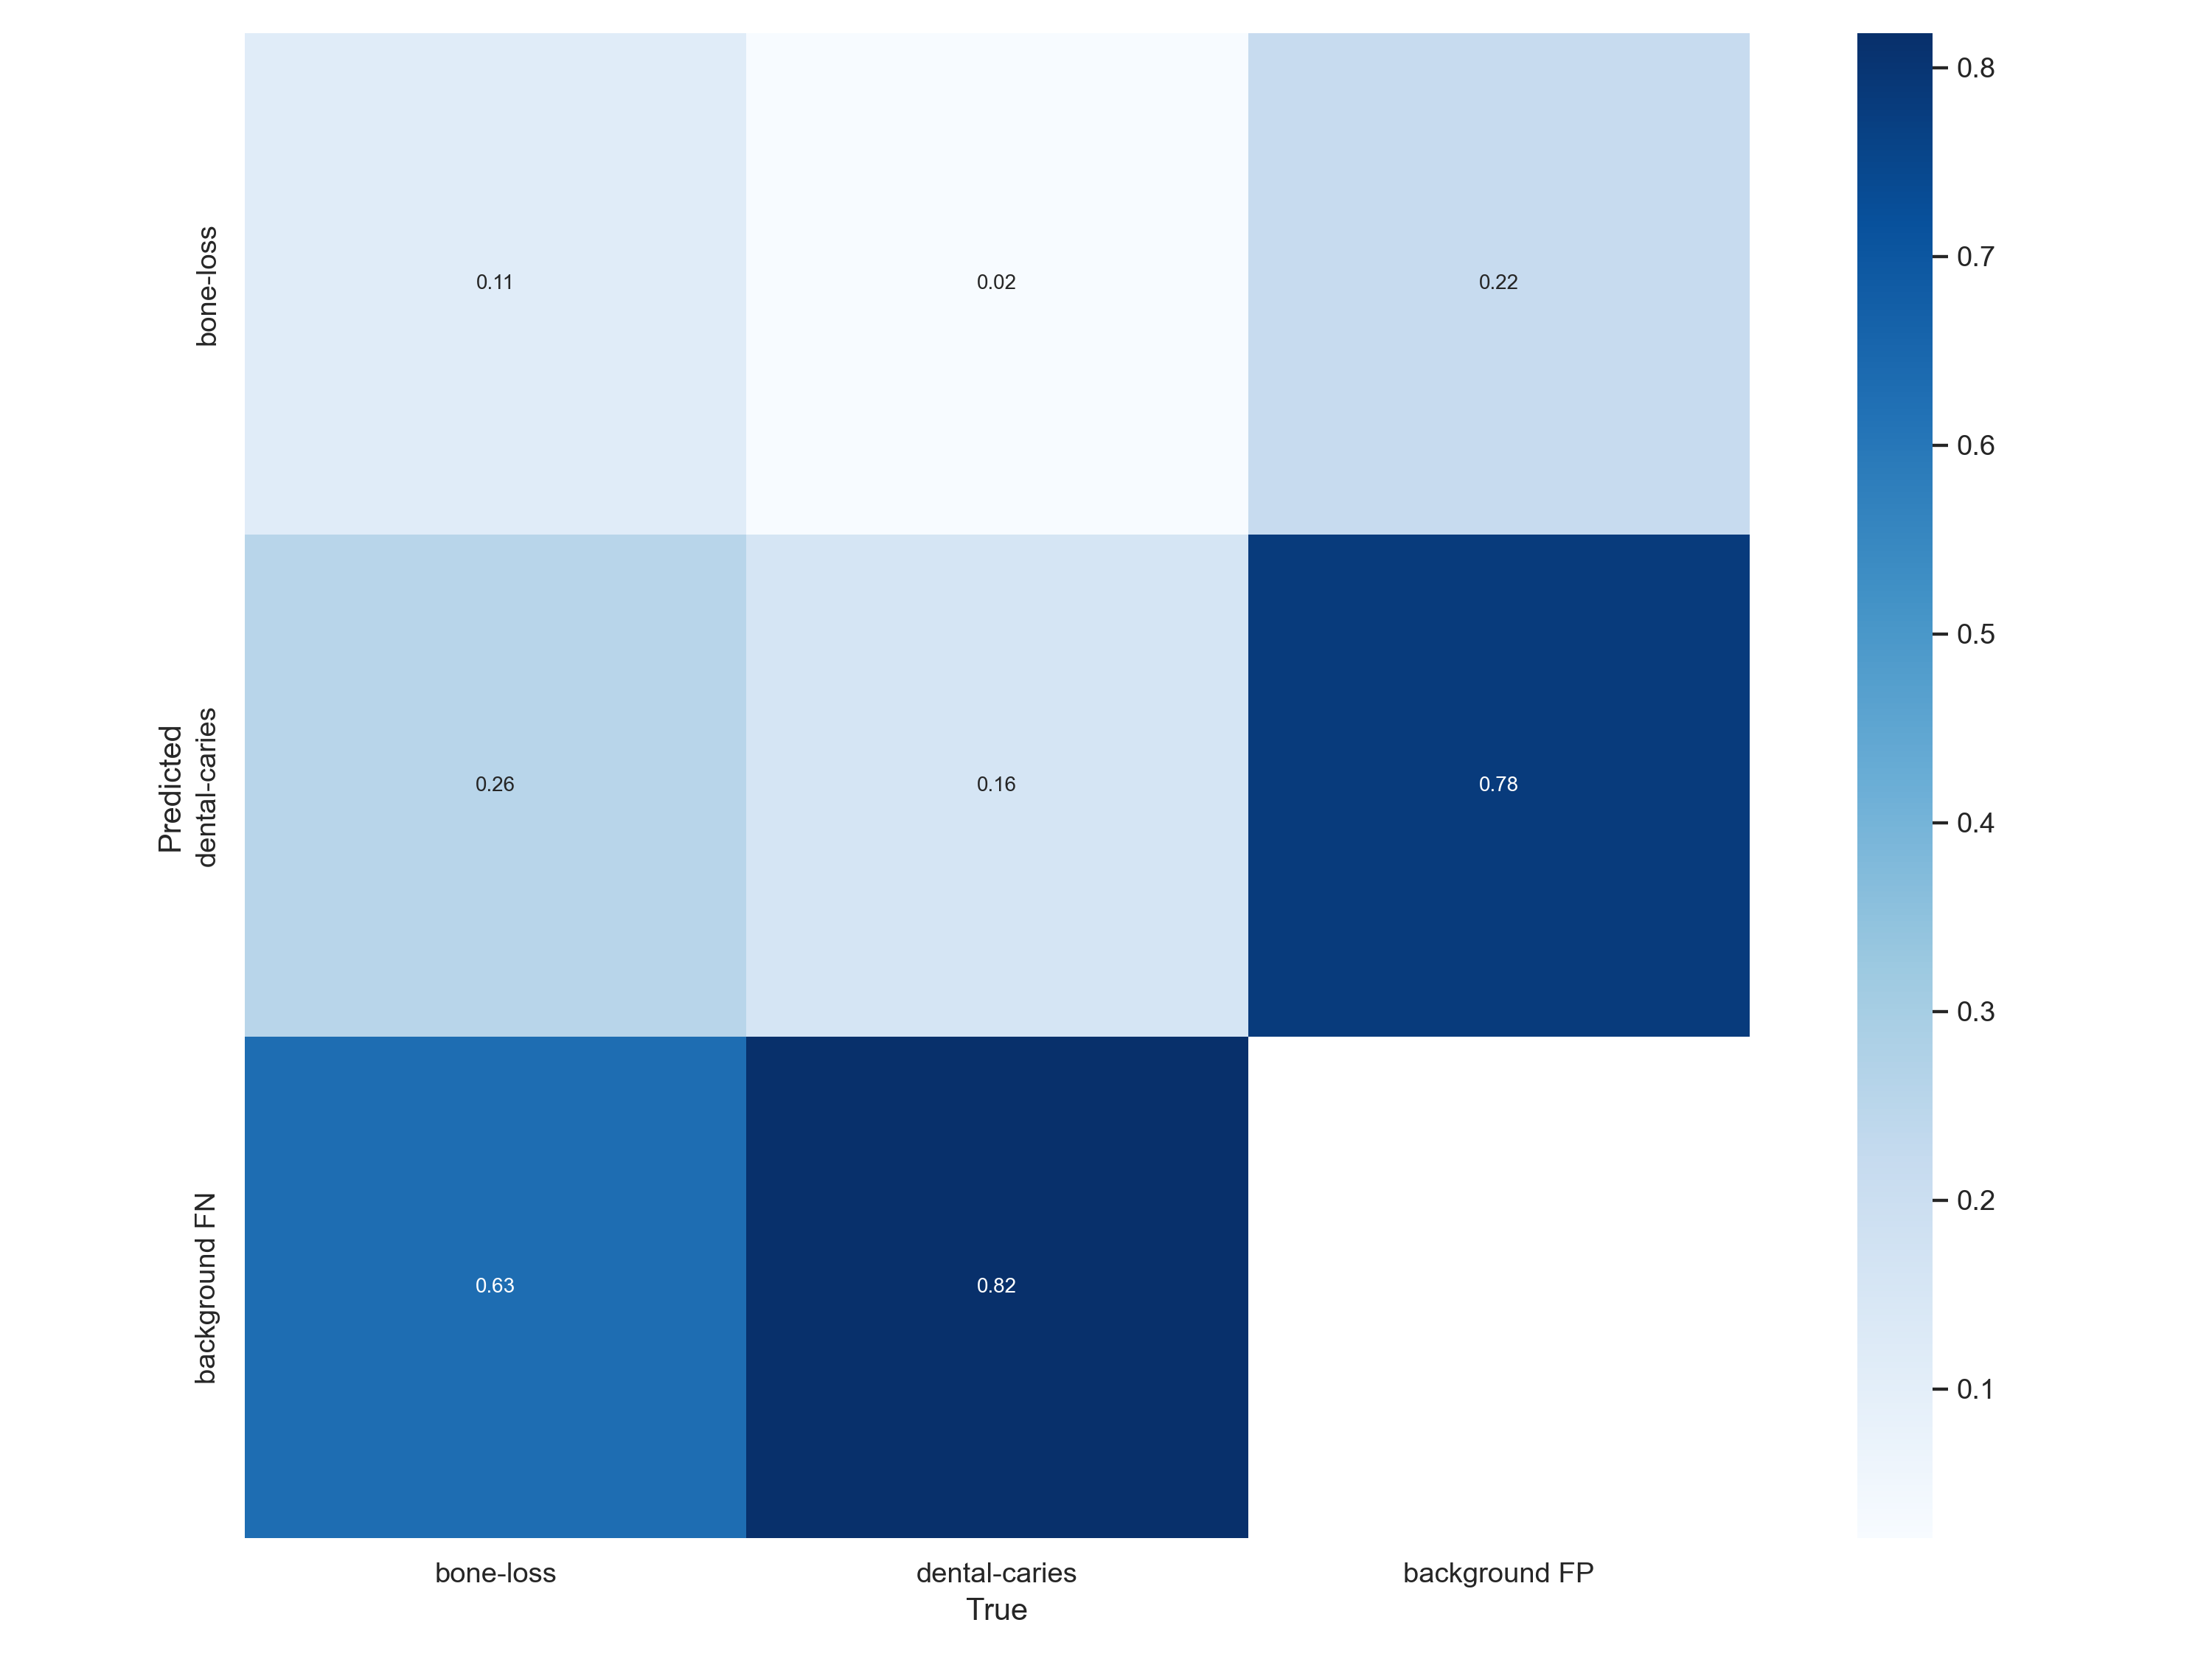 bone-loss
0.11
0.02
0.22
0.8
0.7
0.6
Predicted
dental-caries
0.26
0.16
0.78
0.5
0.4
0.3
background FN
0.63
0.82
0.2
0.1
bone-loss
dental-caries
background FP
True